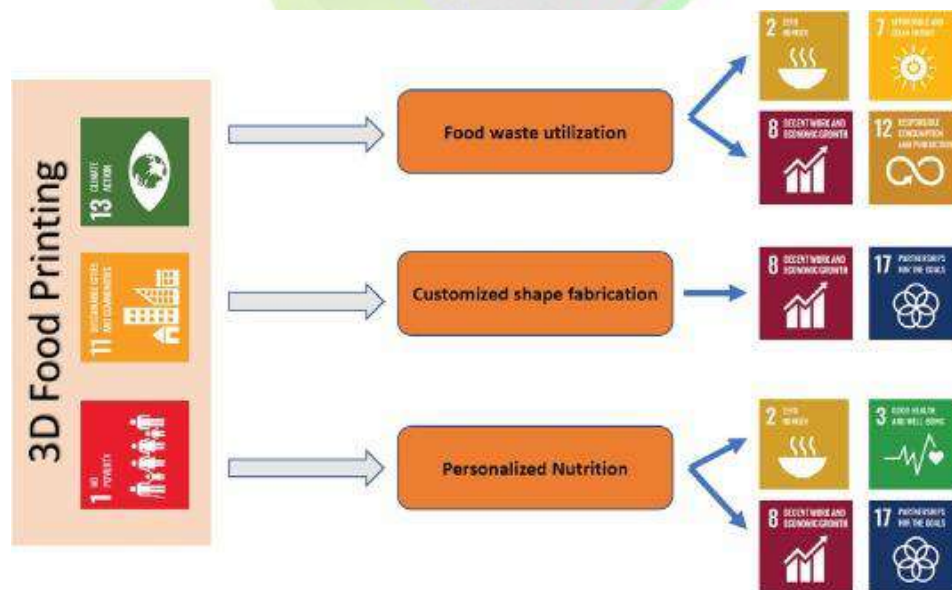 3D Food Printing
13 CLIMATE
ACTION
11 SUSTAINABLE CITIES
AND COMMUNITIES
1 NO
POVERTY
Food waste utilization
2 ZERO
HUNGER
7 AFFORDABLE AND
CLEAN ENERGY
8 DECENT WORK AND
ECONOMIC GROWTH
12 RESPONSIBLE
CONSUMPTION
AND PRODUCTION
Customized shape fabrication
8 DECENT WORK AND
ECONOMIC GROWTH
17 PARTNERSHIPS
FOR THE GOALS
Personalized Nutrition
2 ZERO
HUNGER
3 GOOD HEALTH
AND WELL-BEING
8 DECENT WORK AND
ECONOMIC GROWTH
17 PARTNERSHIPS
FOR THE GOALS